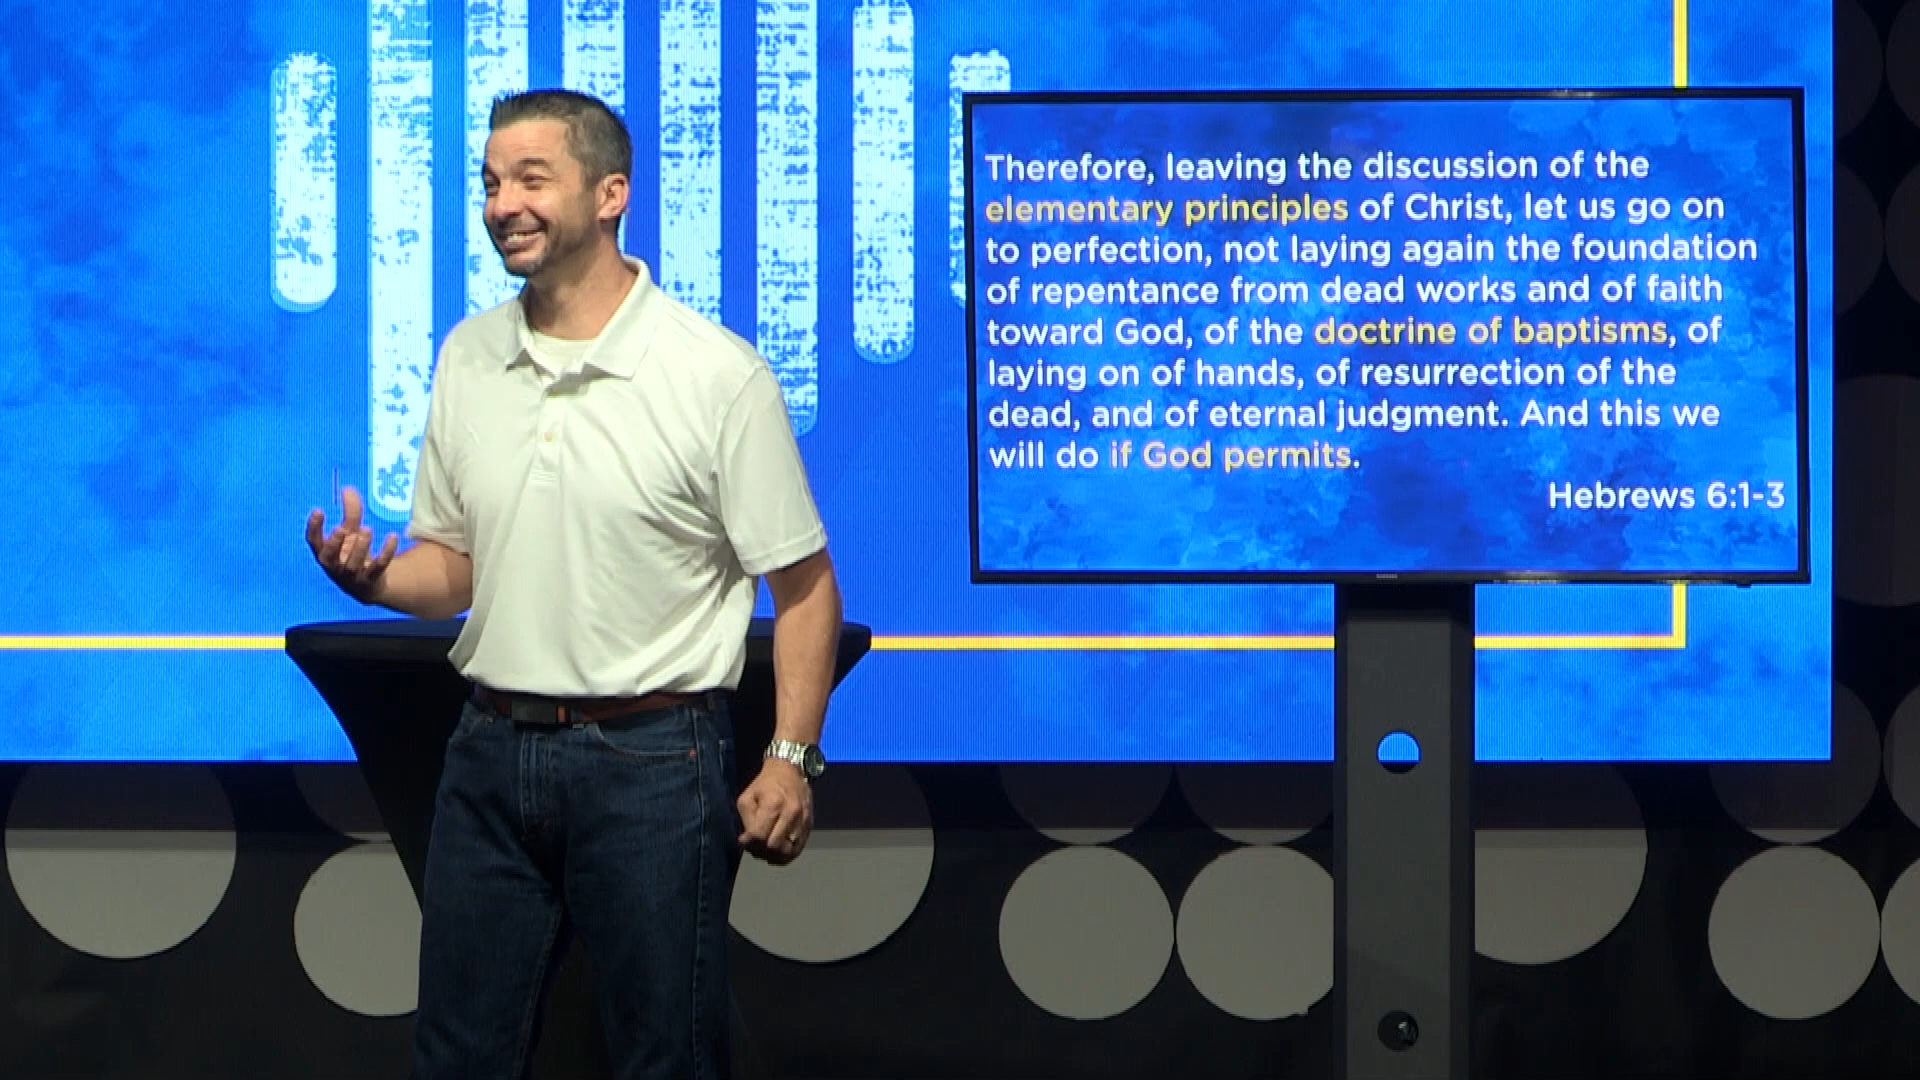 Therefore, leaving the discussion of the
elementary principles of Christ, let us go on
to perfection, not laying again the foundation
of repentance from dead works and of faith
toward God, of the doctrine of baptisms, of
laying on of hands, of resurrection of the
dead, and of eternal judgment. And this we
will do if God permits.
Hebrews 6:1-3